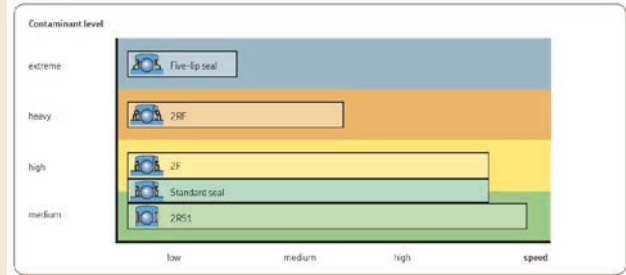 Contaminant level
extreme
Five-lip seal
heavy
2RF
high
2F
Standard seal
medium
2RS1
low medium high speed